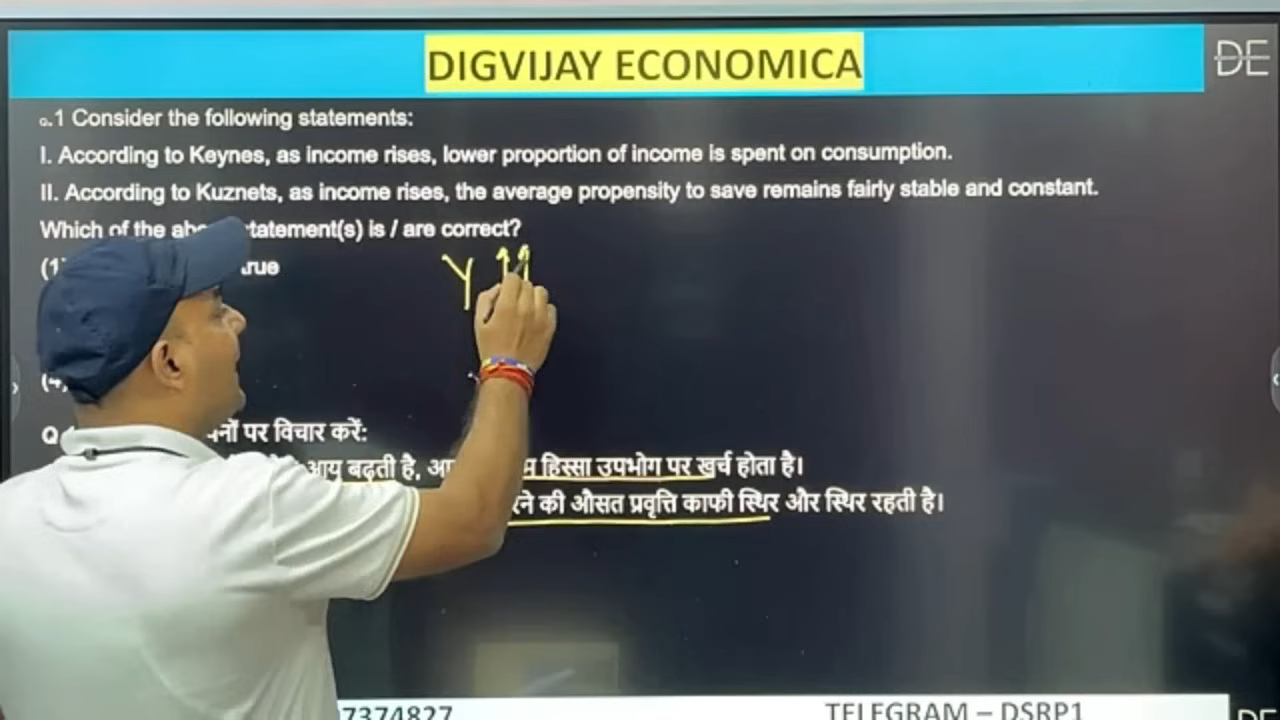 DIGVIJAY ECONOMICA
DE
Q.1 Consider the following statements:
I. According to Keynes, as income rises, lower proportion of income is spent on consumption.
II. According to Kuznets, as income rises, the average propensity to save remains fairly stable and constant.
Which of the statement(s) is / are correct?
(1) true
Y ↑↑
(4)
Q पर विचार करें:
आय बढ़ती है, हिस्सा उपभोग पर खर्च होता है।
की औसत प्रवृत्ति काफी स्थिर और स्थिर रहती है।
7374827
TELEGRAM – DSRP1
DE